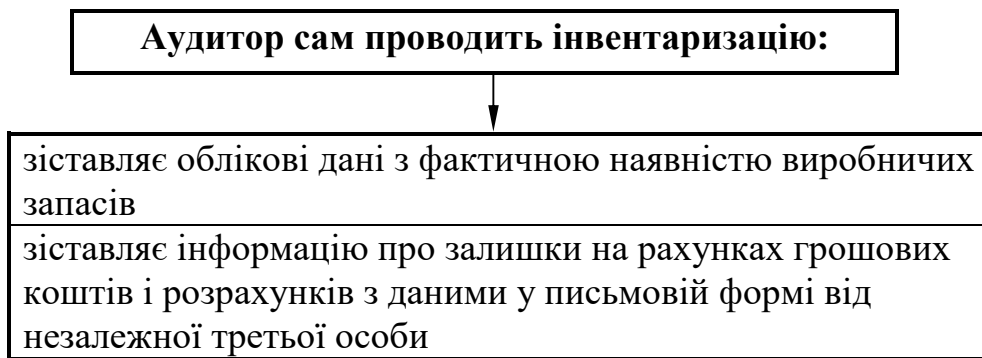 Аудитор сам проводить інвентаризацію:
зіставляє облікові дані з фактичною наявністю виробничих
запасів
зіставляє інформацію про залишки на рахунках грошових
коштів і розрахунків з даними у письмовій формі від
незалежної третьої особи